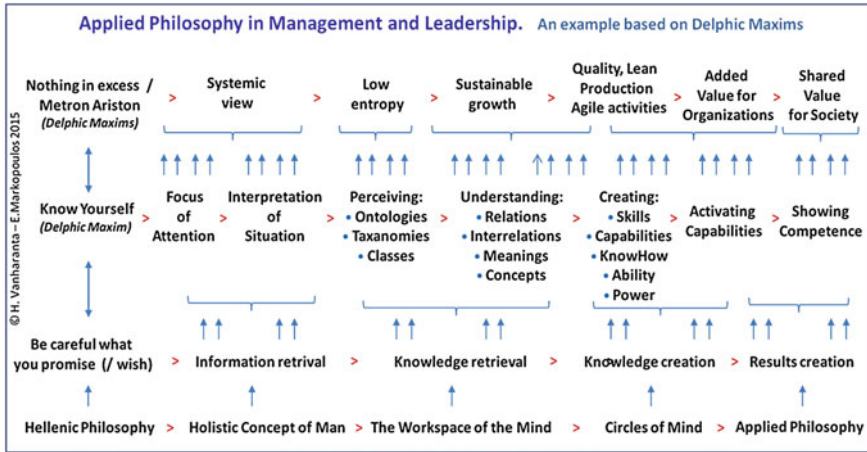 Applied Philosophy in Management and Leadership. An example based on Delphic Maxims
Nothing in excess / > Systemic > Low > Sustainable > Quality, Lean > Added > Shared
Metron Ariston view entropy growth Production Value for Value
(Delphic Maxims) Agile activities Organizations for Society
Know Yourself > Focus > Interpretation > Perceiving: > Understanding: > Creating: > Activating > Showing
(Delphic Maxim) of of • Ontologies • Relations • Skills Capabilities Competence
Attention Situation • Taxanomies • Interrelations • Capabilities
• Classes • Meanings • KnowHow
• Concepts • Ability
• Power
Be careful what
you promise (/ wish) > Information retrival > Knowledge retrieval > Knowledge creation > Results creation
Hellenic Philosophy > Holistic Concept of Man > The Workspace of the Mind > Circles of Mind > Applied Philosophy
© H. Vanharanta – E.Markopoulos 2015